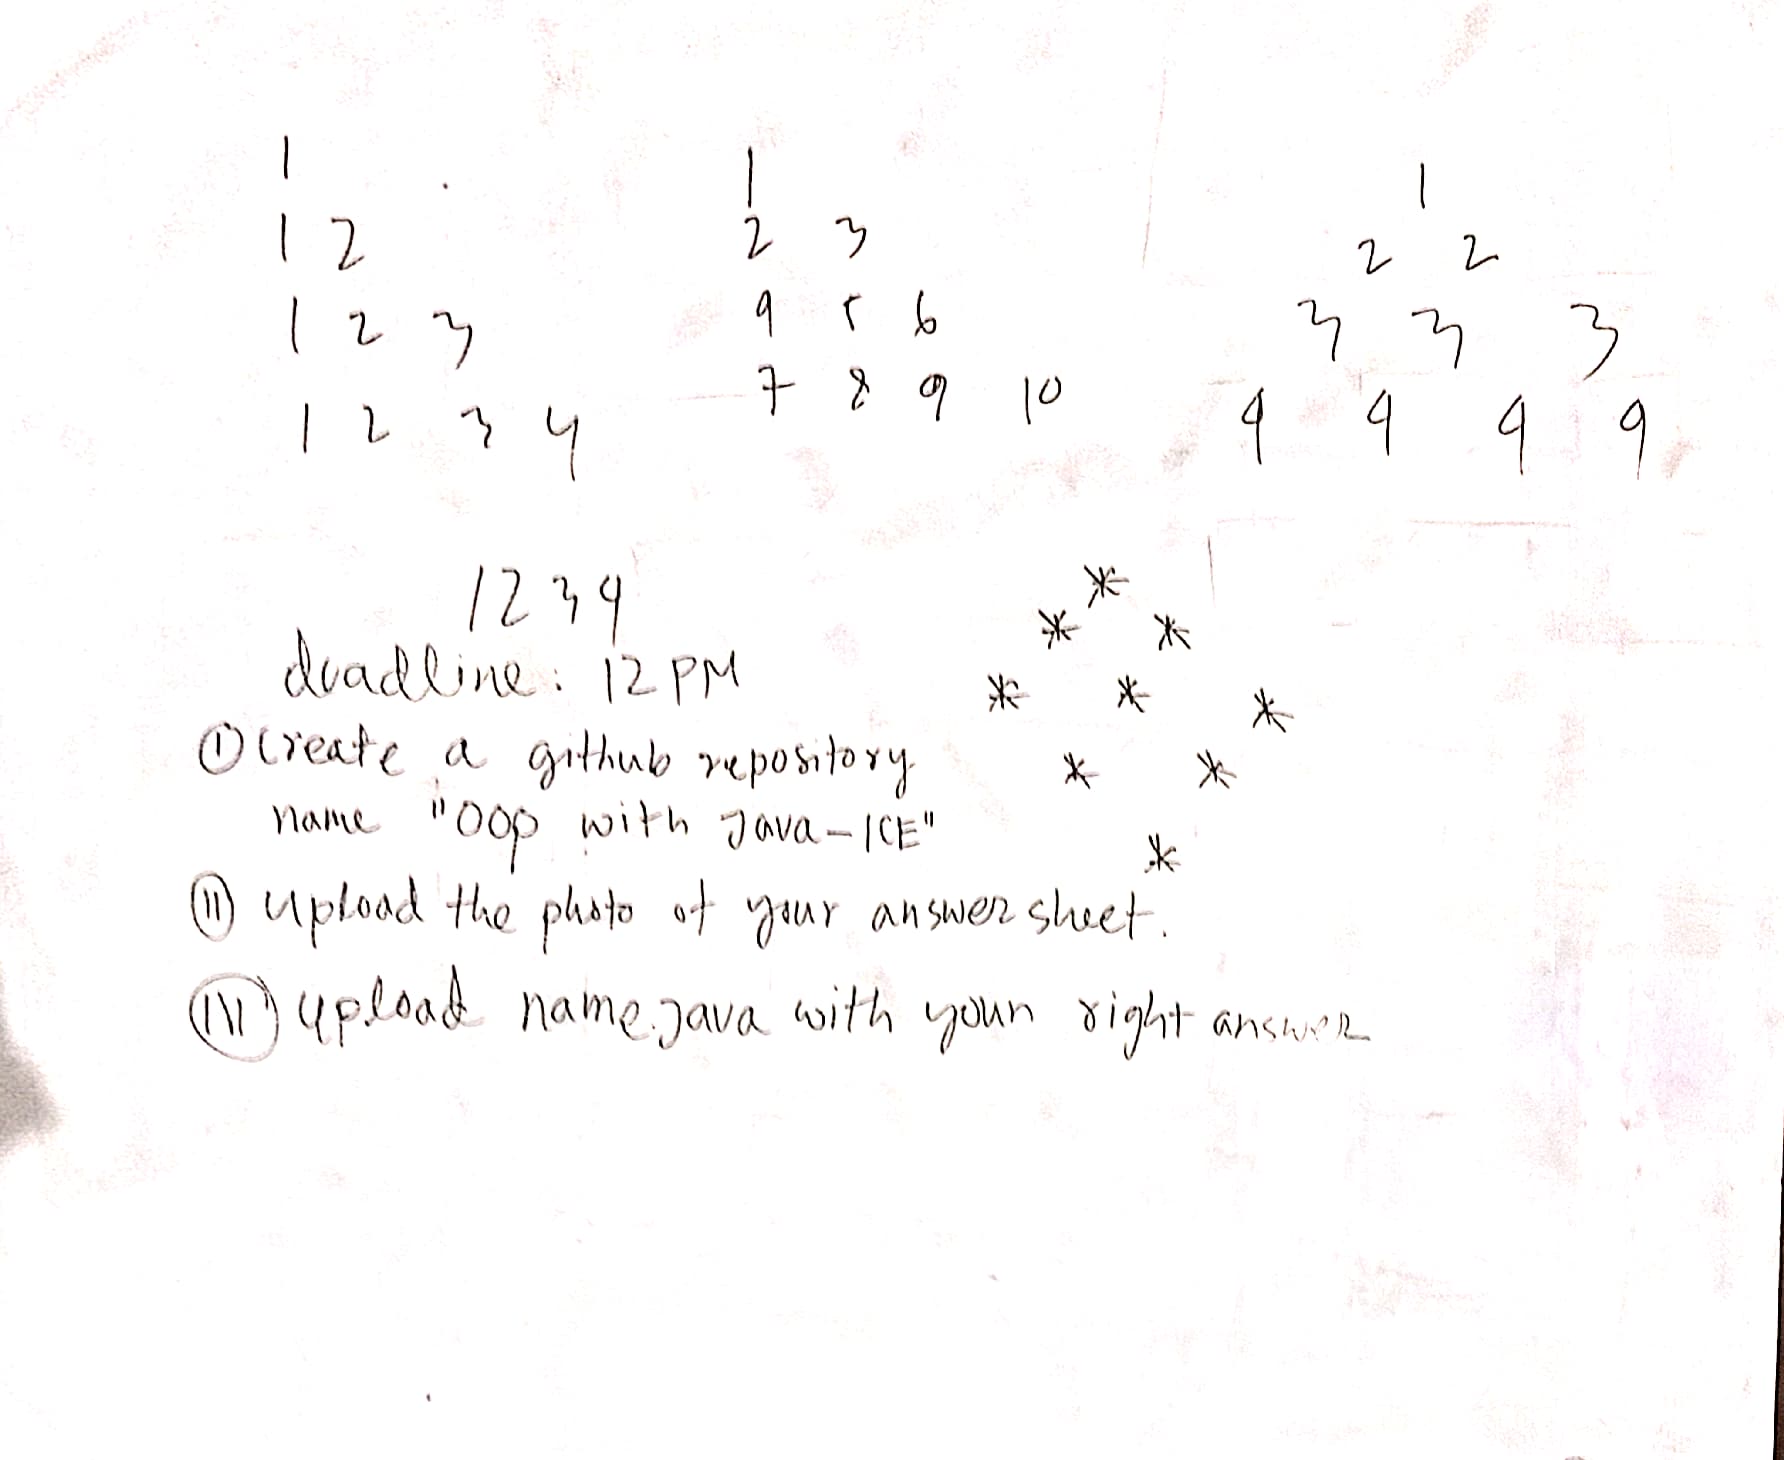 1
1 2
1 2 3
1 2 3 4
1
2 3
4 5 6
7 8 9 10
1
2 2
3 3 3
4 4 4 4
1234
*
* *
* * *
* *
*
deadline: 12 PM
① Create a github repository
name "OOP with Java-ICE"
⑪ upload the photo of your answer sheet.
(IV) upload name.java with your right answer